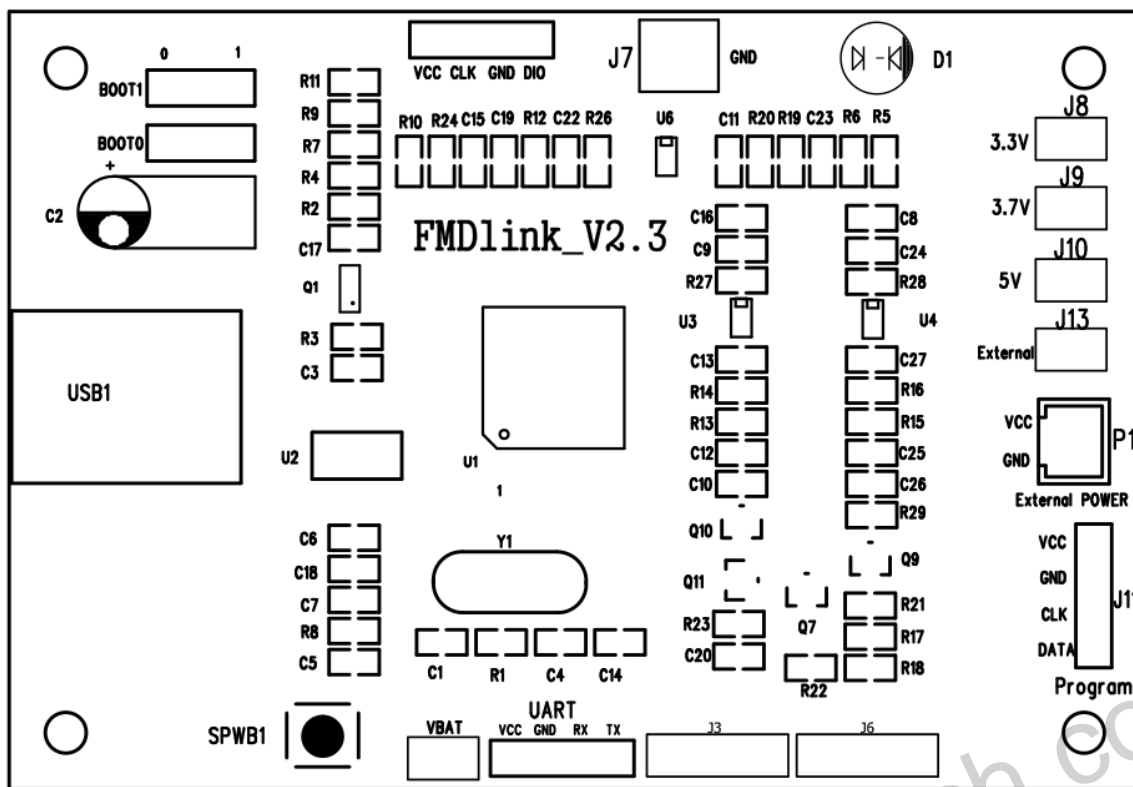 0 1
BOOT1
BOOT0
+
C2
R11
R9
R7
R4
R2
C17
Q1
R3
C3
VCC CLK GND DIO
R10 R24 C15 C19 R12 C22 R26
J7 GND
D1
U6
C11 R20 R19 C23 R6 R5
J8
3.3V
J9
3.7V
J10
5V
J13
External
FMDlink_V2.3
C16
C9
R27
U3
C13
R14
R13
C12
C10
Q10
Q11
R23
C20
C8
C24
R28
U4
C27
R16
R15
C25
C26
R29
Q9
R21
R17
R18
Q7
R22
USB1
U2
U1
1
VCC
GND
P1
External POWER
C6
C18
C7
R8
C5
Y1
C1 R1 C4 C14
VCC
GND
CLK
DATA
Program
SPWB1
VBAT
UART
VCC GND RX TX
J3
J6